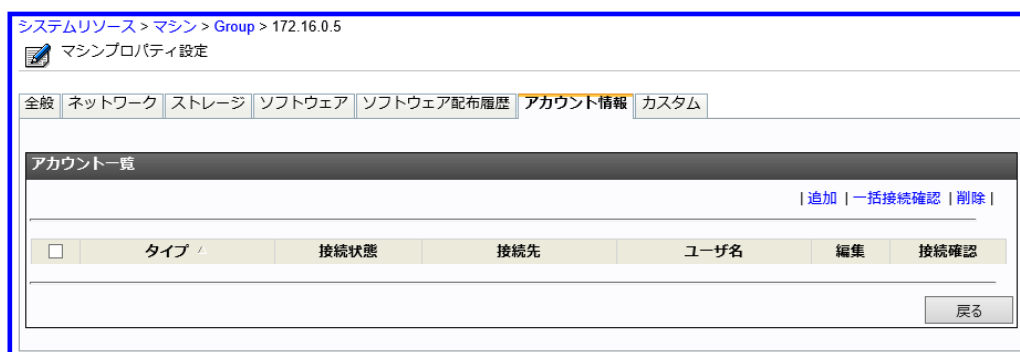 システムリソース > マシン > Group > 172.16.0.5
マシンプロパティ設定
全般 ネットワーク ストレージ ソフトウェア ソフトウェア配布履歴 アカウント情報 カスタム
アカウント一覧
| 追加 | 一括接続確認 | 削除 |
タイプ 接続状態 接続先 ユーザ名 編集 接続確認
戻る